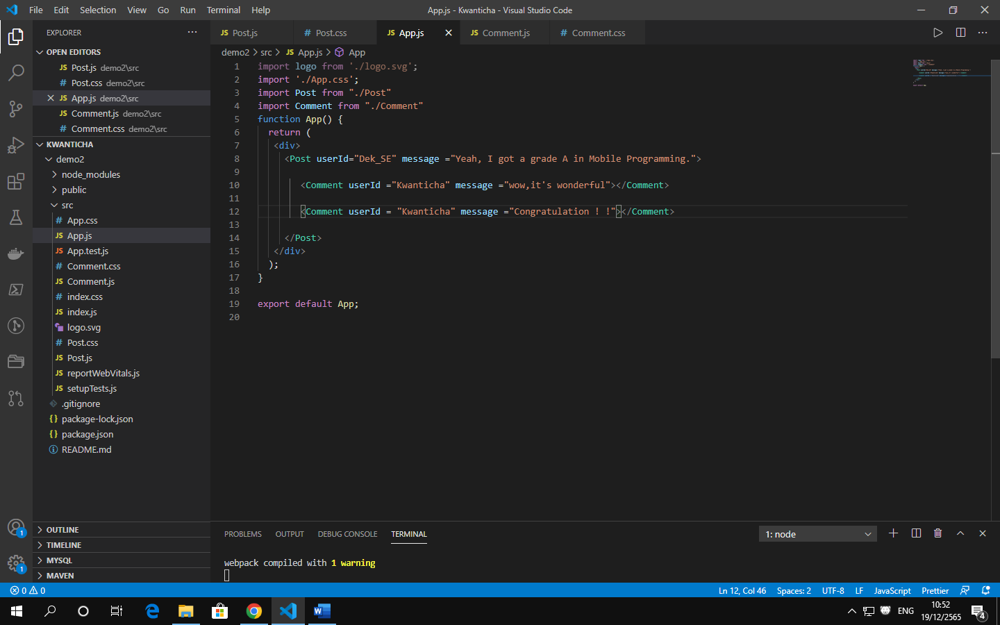 File Edit Selection View Go Run Terminal Help
App.js - Kwanticha - Visual Studio Code
EXPLORER
OPEN EDITORS
JS Post.js demo2\src
# Post.css demo2\src
JS App.js demo2\src
JS Comment.js demo2\src
# Comment.css demo2\src
KWANTICHA
demo2
node_modules
public
src
# App.css
JS App.js
JS App.test.js
# Comment.css
JS Comment.js
# index.css
JS index.js
logo.svg
# Post.css
JS Post.js
JS reportWebVitals.js
JS setupTests.js
.gitignore
{} package-lock.json
{} package.json
README.md
OUTLINE
TIMELINE
MYSQL
MAVEN
1
1
JS Post.js # Post.css JS App.js JS Comment.js # Comment.css
demo2 > src > JS App.js > App
1 import logo from './logo.svg';
2 import './App.css';
3 import Post from "./Post"
4 import Comment from "./Comment"
5 function App() {
6 return (
7 <div>
8 <Post userId="Dek_SE" message ="Yeah, I got a grade A in Mobile Programming.">
9
10 <Comment userId ="Kwanticha" message ="wow,it's wonderful"></Comment>
11
12 <Comment userId = "Kwanticha" message ="Congratulation ! !"></Comment>
13
14 </Post>
15 </div>
16 );
17 }
18
19 export default App;
20
PROBLEMS OUTPUT DEBUG CONSOLE TERMINAL
1: node
webpack compiled with 1 warning
0 0
Ln 12, Col 46 Spaces: 2 UTF-8 LF JavaScript Prettier
ENG
10:52
19/12/2565
4